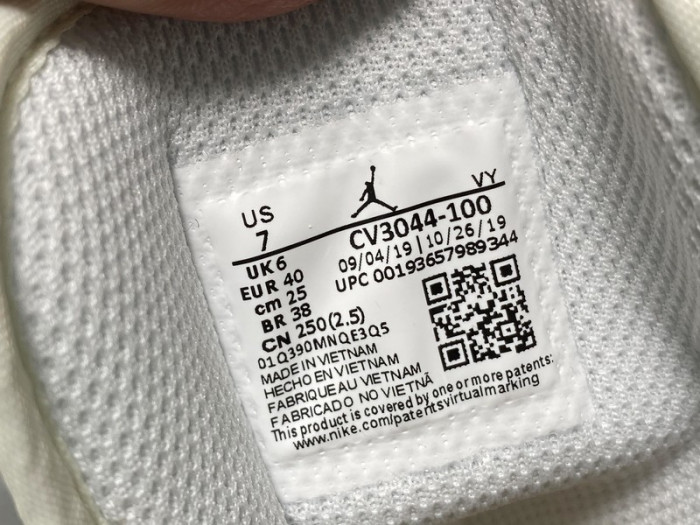 US
7
VY
CV3044-100
09/04/19 | 10/26/19
UPC 00193657989344
UK 6
EUR 40
cm 25
BR 38
CN 250(2.5)
01Q390MNQE3Q5
MADE IN VIETNAM
HECHO EN VIETNAM
FABRIQUE AU VIETNAM
FABRICADO NO VIETNÃ
This product is covered by one or more patents:
www.nike.com/patentsvirtualmarking